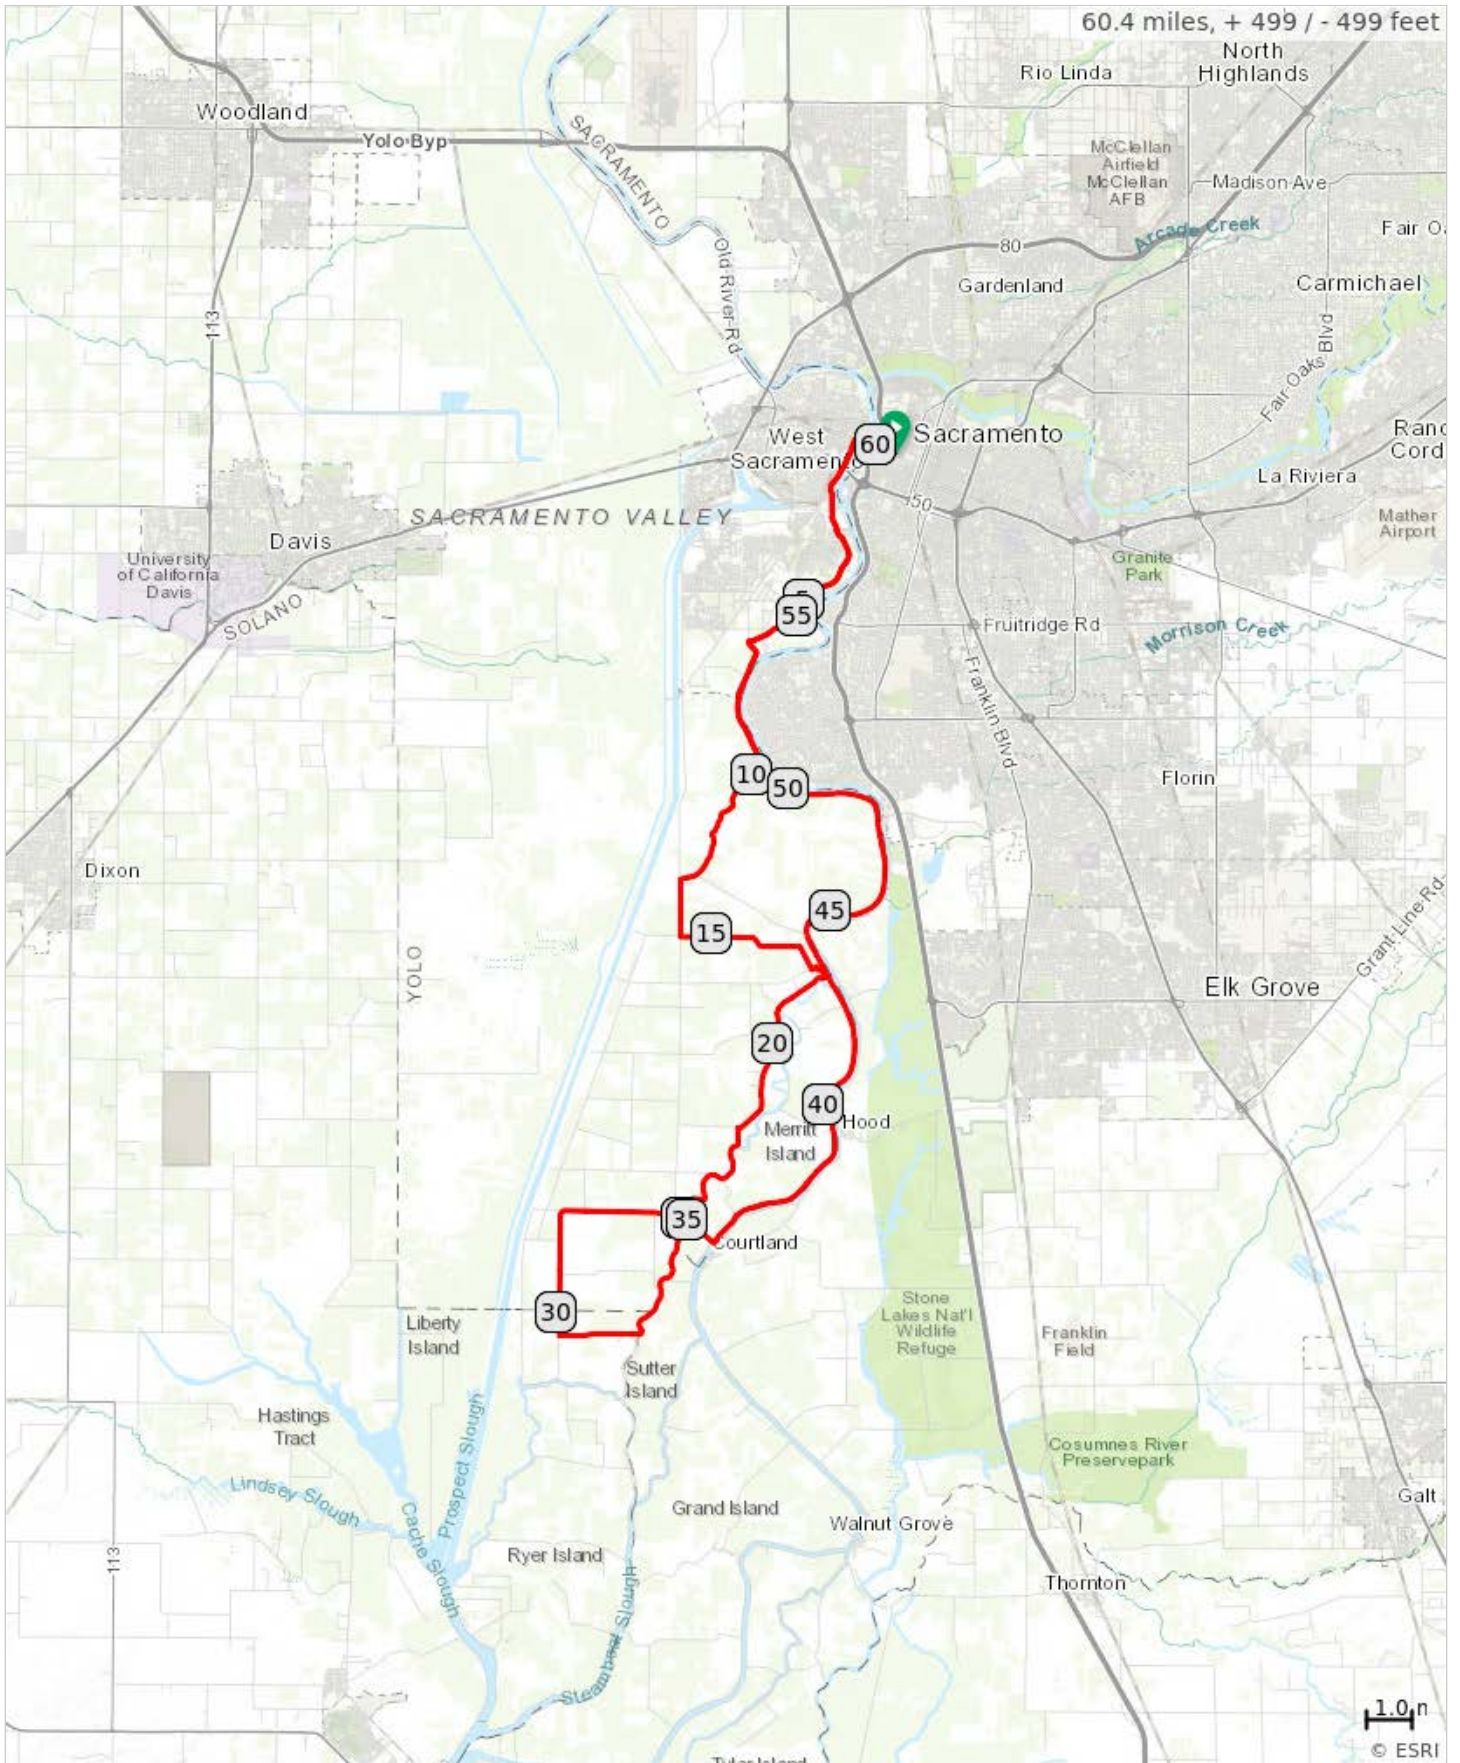 60.4 miles, + 499 / - 499 feet
North
Highlands
Rio Linda
Woodland
Yolo Byp
SACRAMENTO
McClellan
Airfield
McClellan
AFB
Madison Ave
Arcade Creek
Fair O
Old River Rd
80
Gardenland
Carmichael
113
Fair Oaks Blvd
60
Sacramento
West
Sacramento
Ranc
Cord
La Riviera
50
SACRAMENTO VALLEY
Mather
Airport
Davis
University
of California
Davis
Granite
Park
SOLANO
5
55
Fruitridge Rd
Morrison Creek
Franklin Blvd
10
50
Florin
Dixon
45
15
YOLO
Grant Line Rd
Elk Grove
20
40
Hood
Merritt
Island
35
Courtland
30
Liberty
Island
Stone
Lakes Nat'l
Wildlife
Refuge
Franklin
Field
Sutter
Island
Hastings
Tract
Prospect Slough
Cosumnes River
Preservepark
Lindsey Slough
Galt
Grand Island
Walnut Grove
Cache Slough
Ryer Island
113
Thornton
Steamboat Slough
1.0 n
Tyler Island
© ESRI